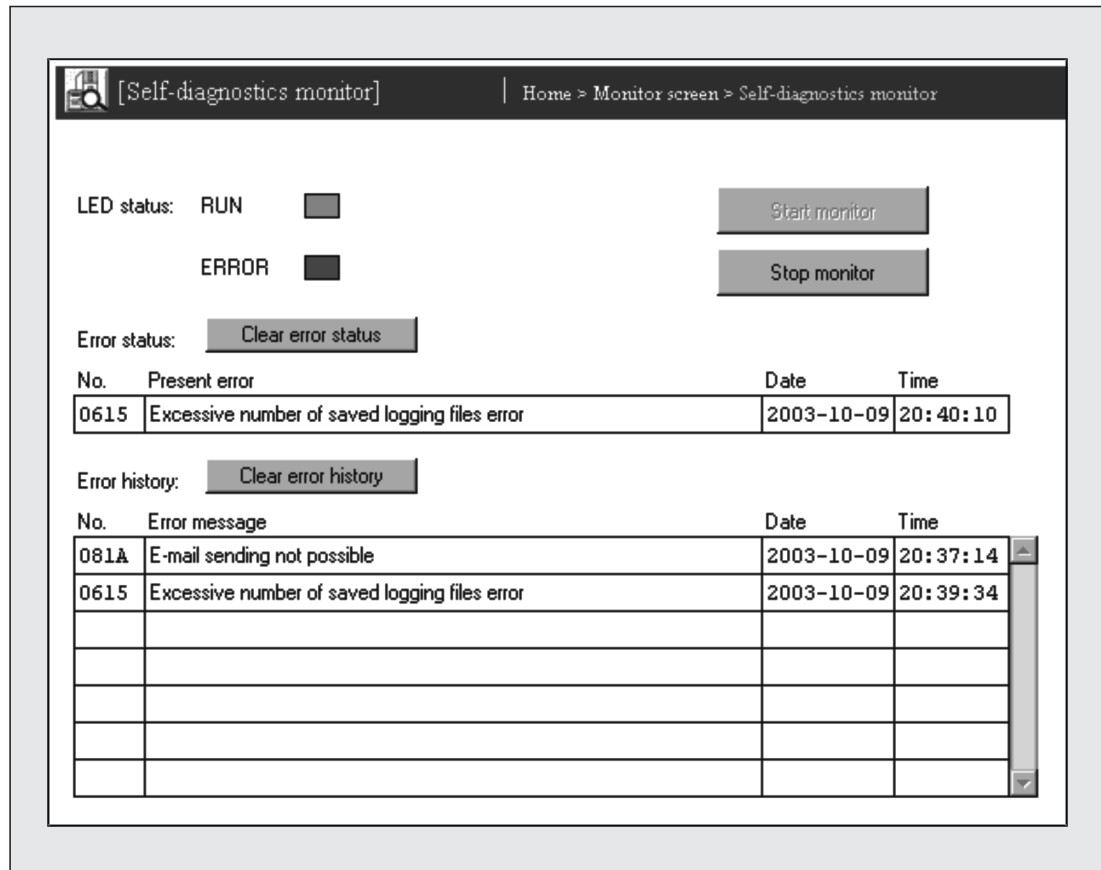 [Self-diagnostics monitor] Home > Monitor screen > Self-diagnostics monitor
LED status: RUN Start monitor
ERROR Stop monitor
Error status: Clear error status
No. Present error Date Time
0615 Excessive number of saved logging files error 2003-10-09 20:40:10
Error history: Clear error history
No. Error message Date Time
081A E-mail sending not possible 2003-10-09 20:37:14
0615 Excessive number of saved logging files error 2003-10-09 20:39:34